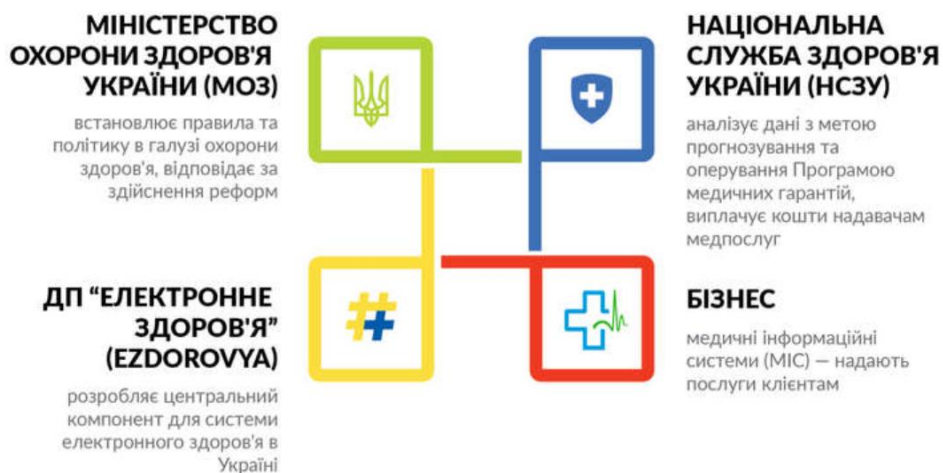 МІНІСТЕРСТВО
ОХОРОНИ ЗДОРОВ'Я
УКРАЇНИ (МОЗ)
встановлює правила та
політику в галузі охорони
здоров'я, відповідає за
здійснення реформ
НАЦІОНАЛЬНА
СЛУЖБА ЗДОРОВ'Я
УКРАЇНИ (НСЗУ)
аналізує дані з метою
прогнозування та
оперування Програмою
медичних гарантій,
виплачує кошти надавачам
медпослуг
ДП “ЕЛЕКТРОННЕ
ЗДОРОВ'Я”
(EZDOROVYA)
розробляє центральний
компонент для системи
електронного здоров'я в
Україні
БІЗНЕС
медичні інформаційні
системи (МІС) — надають
послуги клієнтам